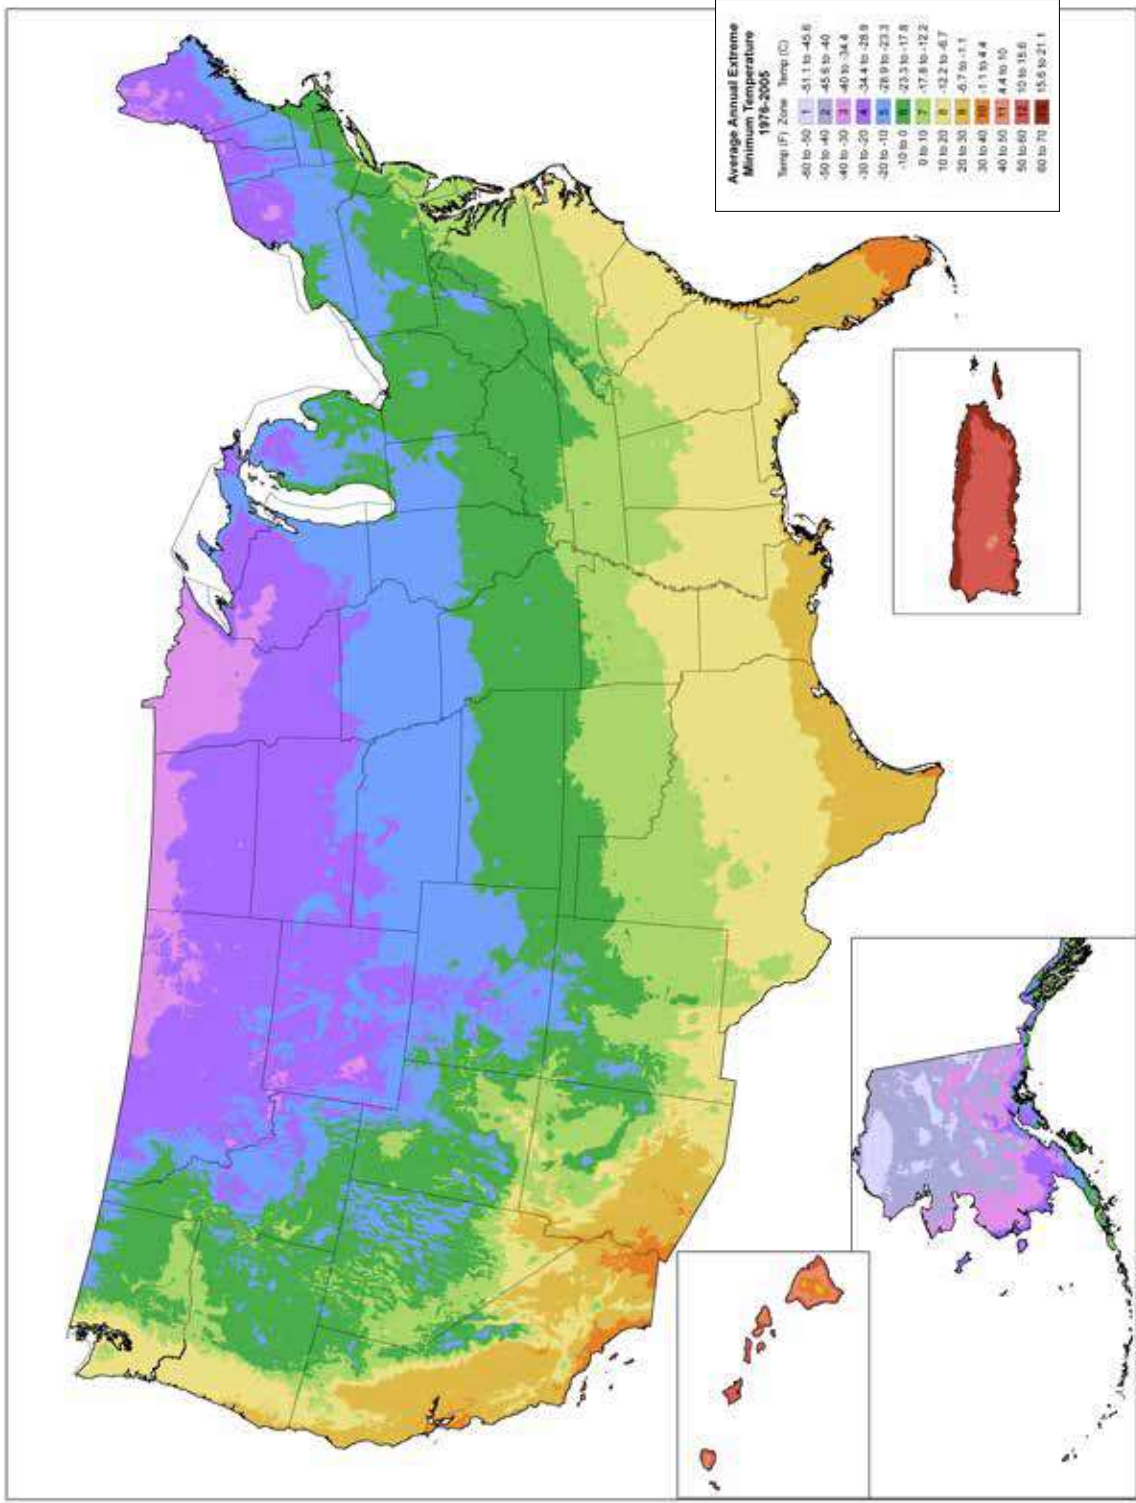 Average Annual Extreme
Minimum Temperature
1976-2005
Temp (F) Zone Temp (C)
-60 to -50 1 -51.1 to -45.6
-50 to -40 2 -45.6 to -40
-40 to -30 3 -40 to -34.4
-30 to -20 4 -34.4 to -28.9
-20 to -10 5 -28.9 to -23.3
-10 to 0 6 -23.3 to -17.8
0 to 10 7 -17.8 to -12.2
10 to 20 8 -12.2 to -6.7
20 to 30 9 -6.7 to -1.1
30 to 40 10 -1.1 to 4.4
40 to 50 11 4.4 to 10
50 to 60 12 10 to 15.6
60 to 70 13 15.6 to 21.1